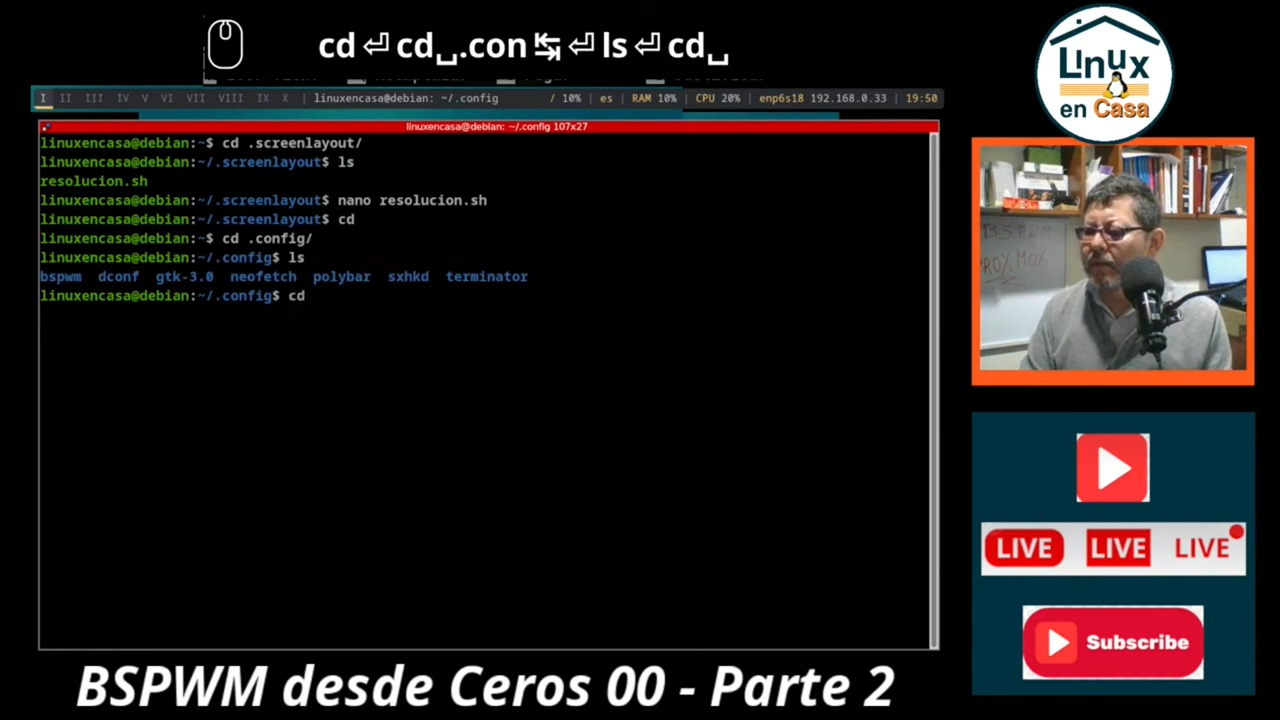 cd⏎cd␣.con↹⏎ls⏎cd␣
I II III IV V VI VII VIII IX X | linuxencasa@debian: ~/.config / 10% | es | RAM 10% | CPU 20% | enp6s18 192.168.0.33 | 19:50
linuxencasa@debian: ~/.config 107x27
linuxencasa@debian:~$ cd .screenlayout/
linuxencasa@debian:~/.screenlayout$ ls
resolucion.sh
linuxencasa@debian:~/.screenlayout$ nano resolucion.sh
linuxencasa@debian:~/.screenlayout$ cd
linuxencasa@debian:~$ cd .config/
linuxencasa@debian:~/.config$ ls
bspwm dconf gtk-3.0 neofetch polybar sxhkd terminator
linuxencasa@debian:~/.config$ cd
Linux
en Casa
BSPWM
PROXMOX
LIVE LIVE LIVE
Subscribe
BSPWM desde Ceros 00 - Parte 2